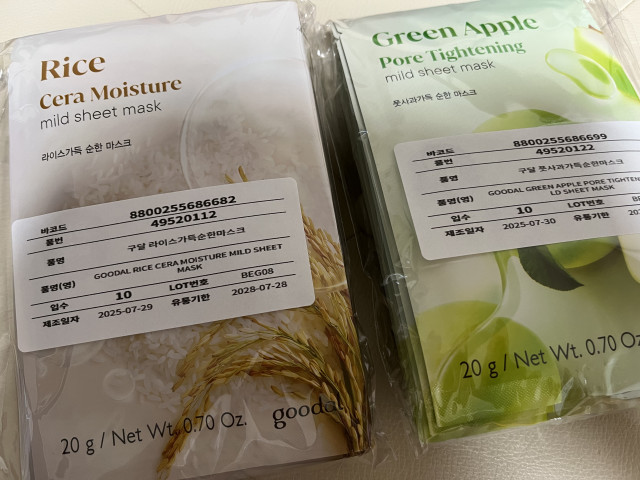 Rice
Cera Moisture
mild sheet mask
라이스가득 순한 마스크
바코드 8800255686682
품번 49520112
품명 구달 라이스가득순한마스크
품명(영) GOODAL RICE CERA MOISTURE MILD SHEET
MASK
입수 10 LOT번호 BEG08
제조일자 2025-07-29 유통기한 2028-07-28
20 g / Net Wt. 0.70 Oz.
goodal
Green Apple
Pore Tightening
mild sheet mask
풋사과가득 순한 마스크
바코드 8800255686699
품번 49520122
품명 구달 풋사과가득순한마스크
품명(영) GOODAL GREEN APPLE PORE TIGHTEN
LD SHEET MASK
입수 10 LOT번호
제조일자 2025-07-30 유통기한
20 g / Net Wt. 0.70 Oz.